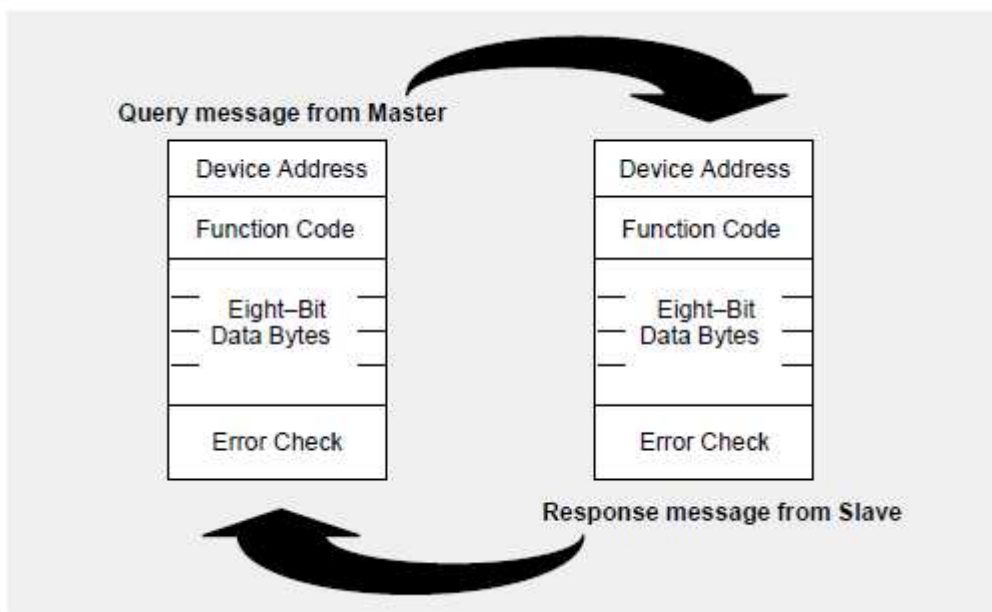 Query message from Master
Device Address
Function Code
Eight–Bit
Data Bytes
Error Check
Device Address
Function Code
Eight–Bit
Data Bytes
Error Check
Response message from Slave